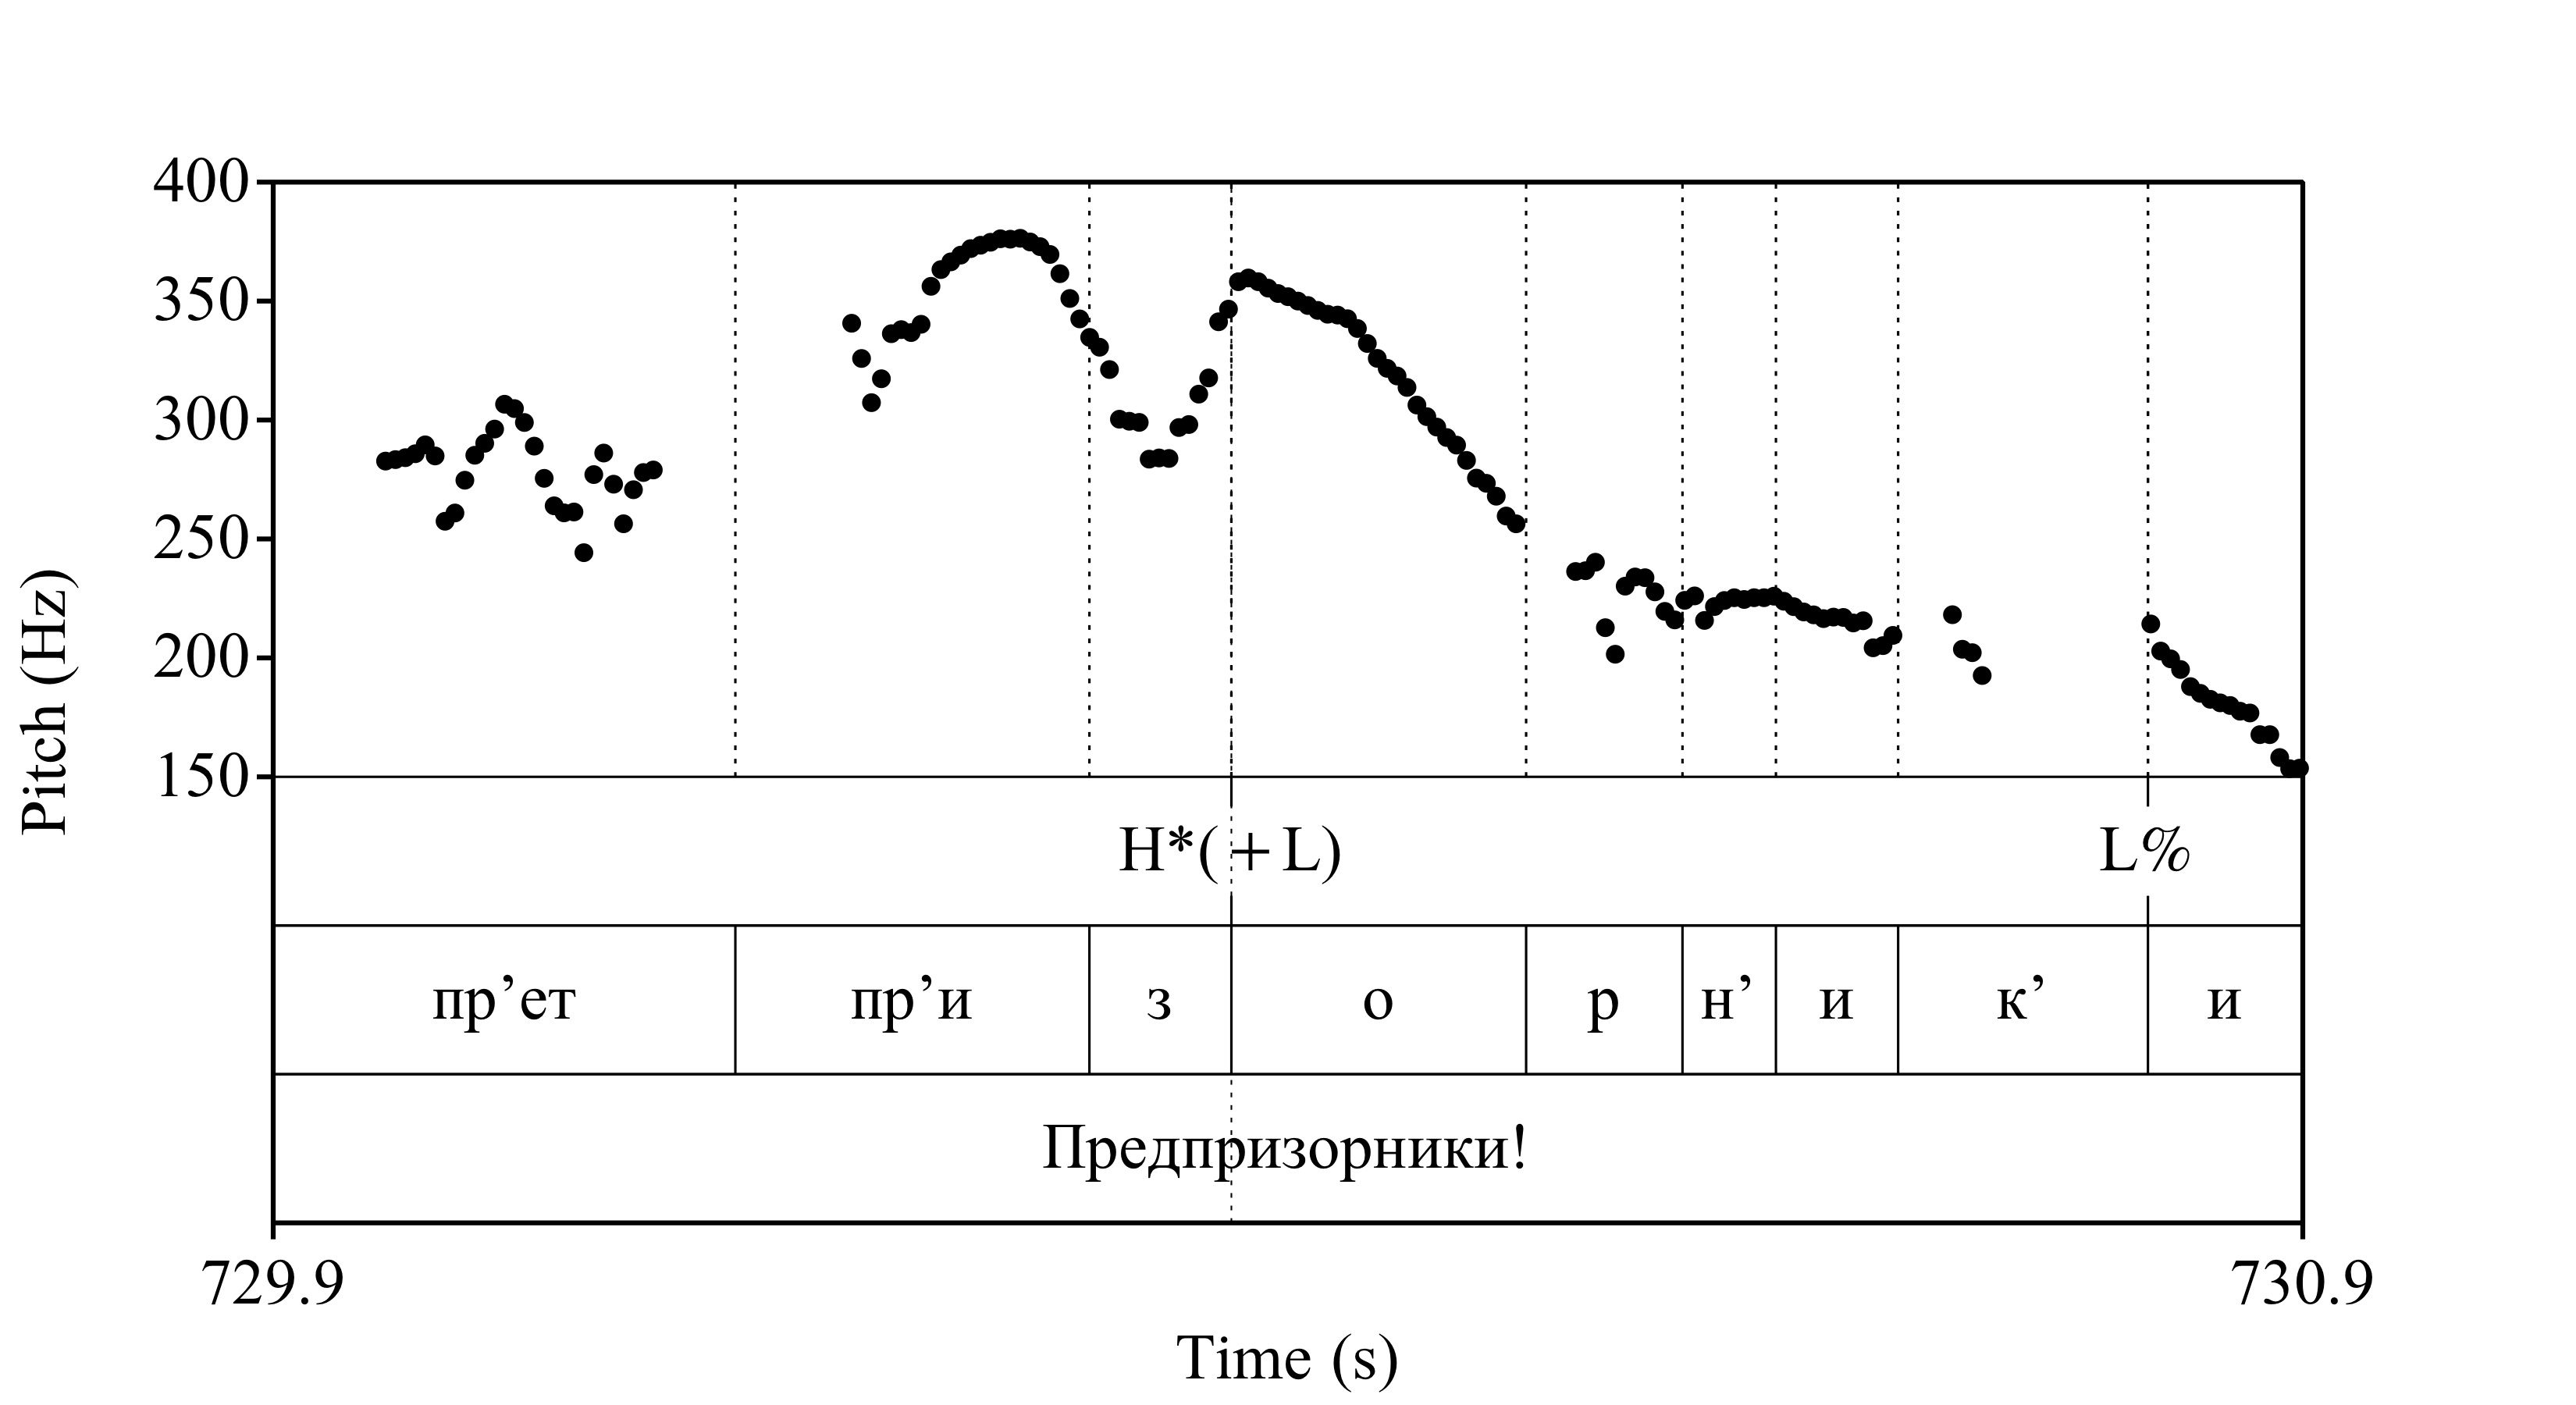 400
350
300
250
200
150
Pitch (Hz)
H*(+L) L%
пр’ет пр’и з о р н’ и к’ и
Предпризорники!
729.9 730.9
Time (s)